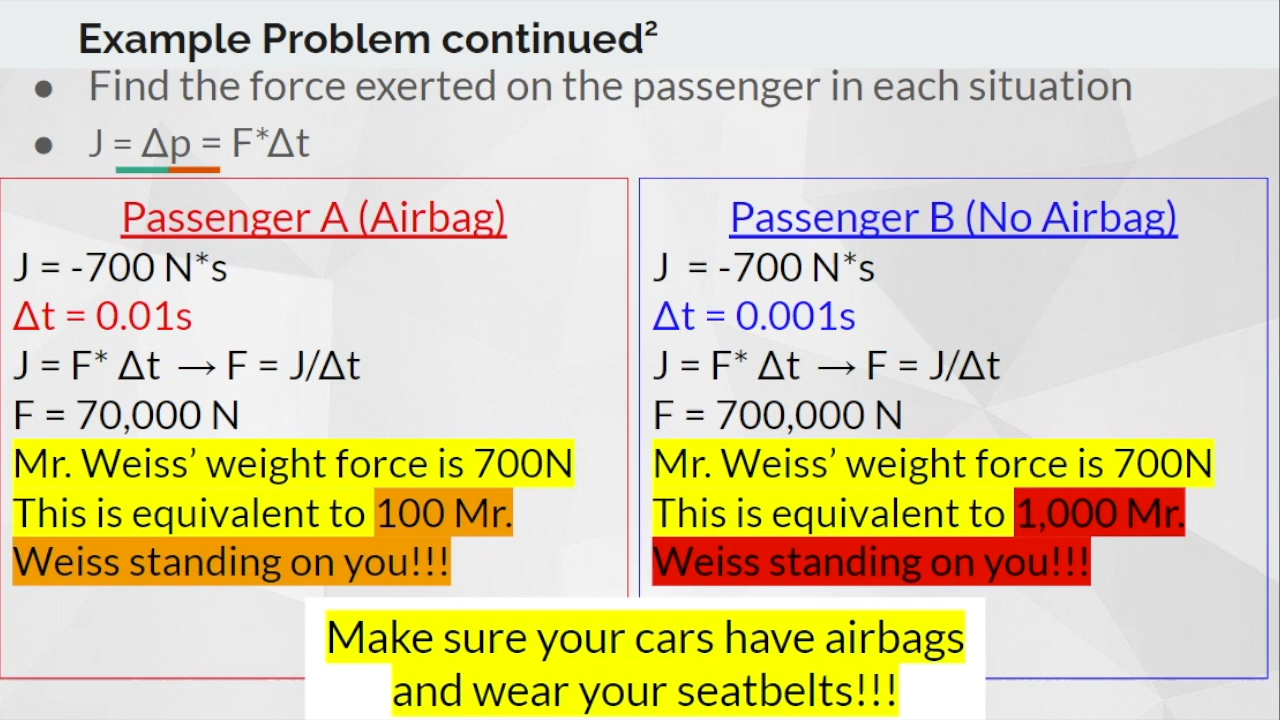 Example Problem continued²
● Find the force exerted on the passenger in each situation
● J = Δp = F*Δt
Passenger A (Airbag)
J = -700 N*s
Δt = 0.01s
J = F* Δt → F = J/Δt
F = 70,000 N
Mr. Weiss’ weight force is 700N
This is equivalent to 100 Mr.
Weiss standing on you!!!
Passenger B (No Airbag)
J = -700 N*s
Δt = 0.001s
J = F* Δt → F = J/Δt
F = 700,000 N
Mr. Weiss’ weight force is 700N
This is equivalent to 1,000 Mr.
Weiss standing on you!!!
Make sure your cars have airbags
and wear your seatbelts!!!